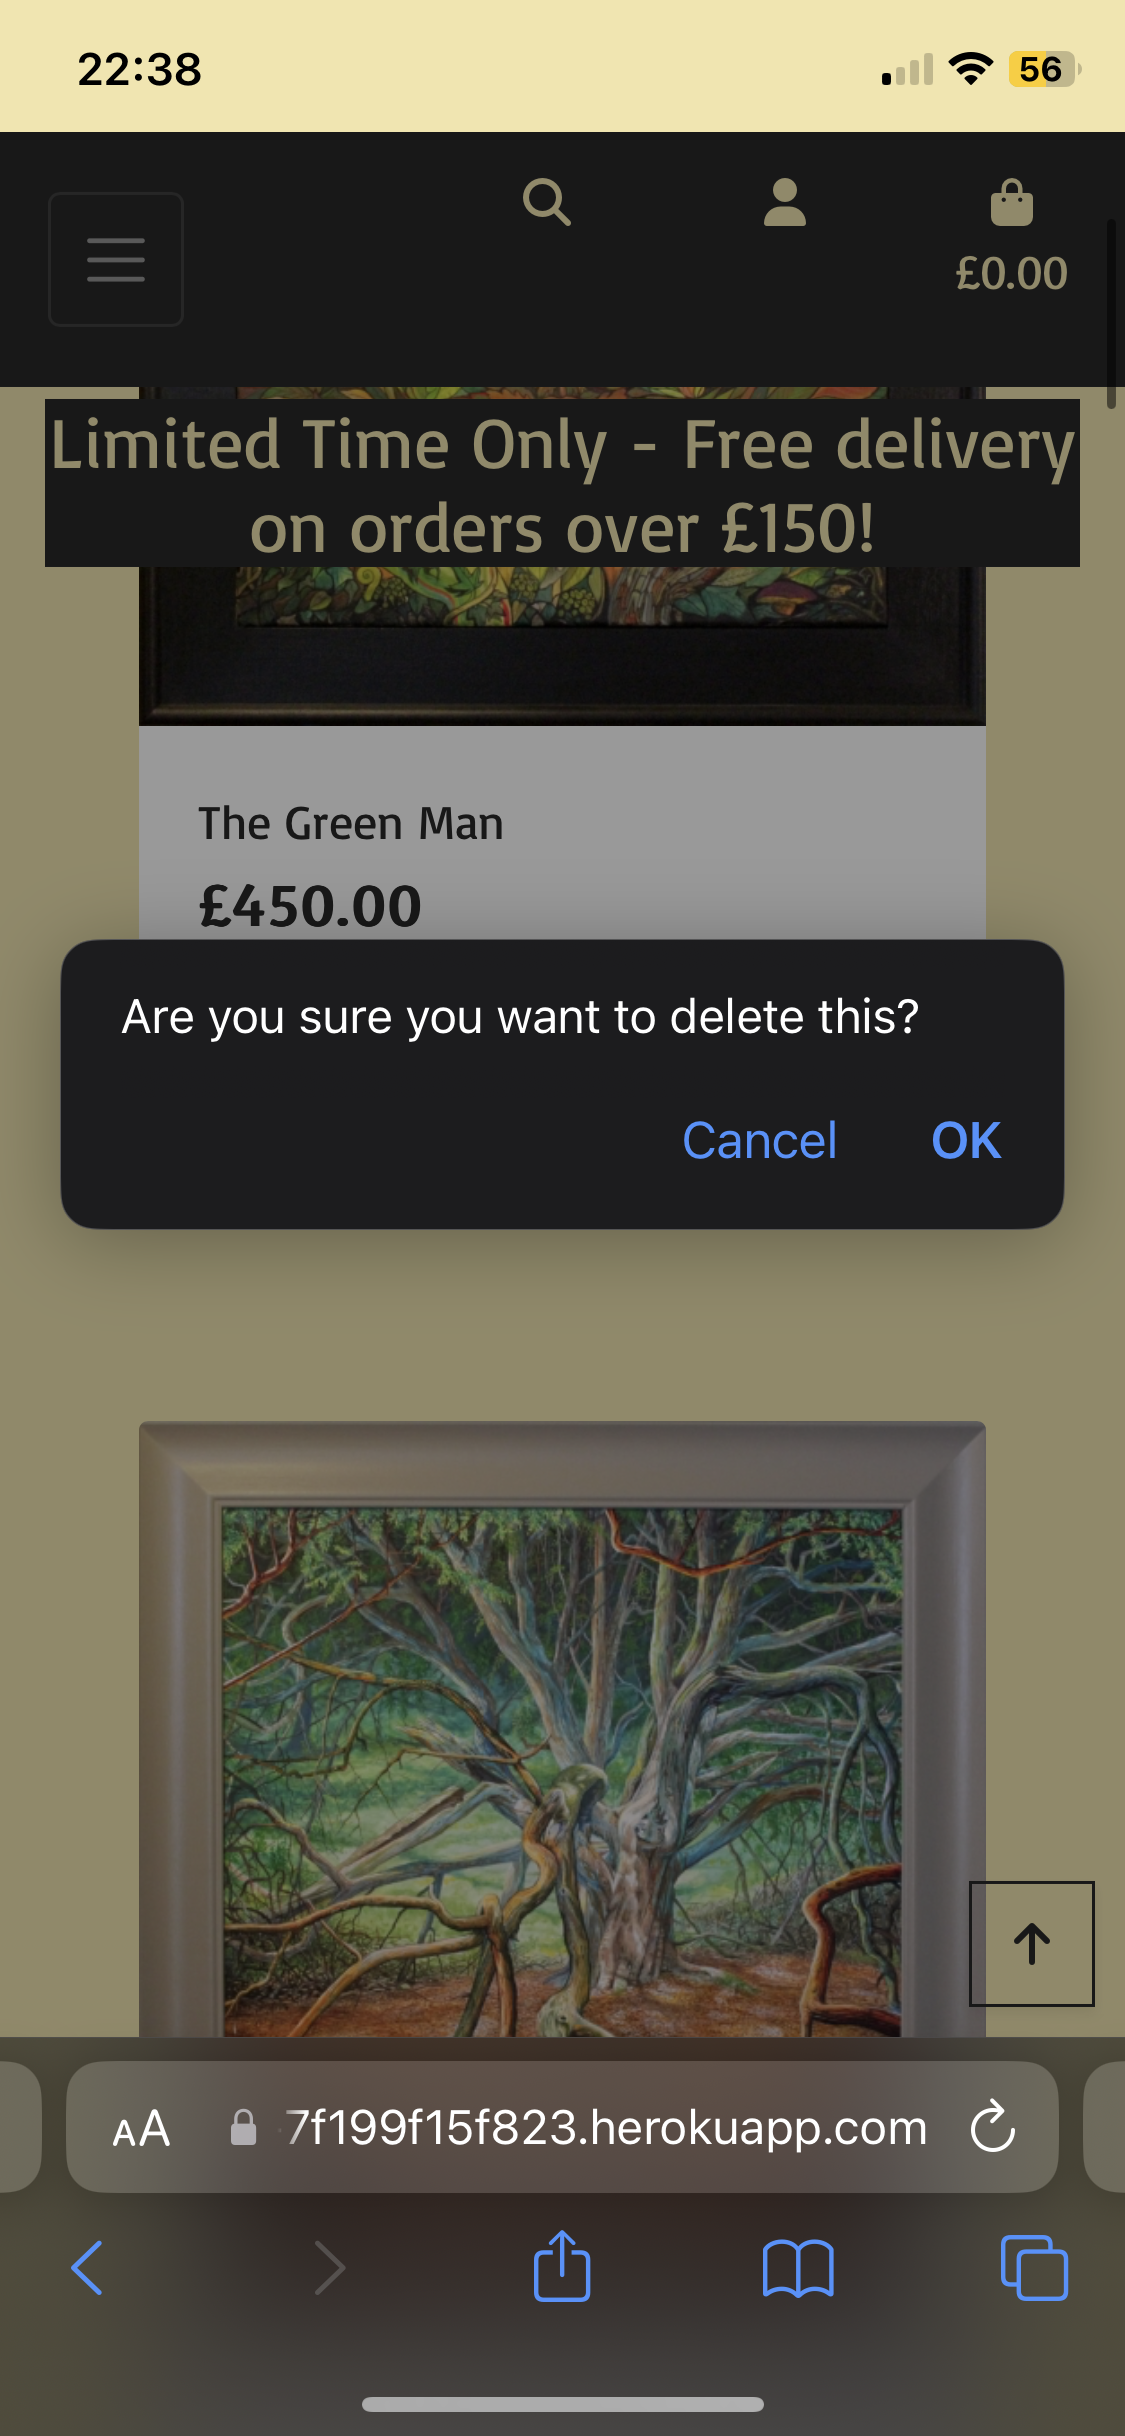 22:38
56
£0.00
Limited Time Only - Free delivery
on orders over £150!
The Green Man
£450.00
Are you sure you want to delete this?
Cancel OK
AA 7f199f15f823.herokuapp.com